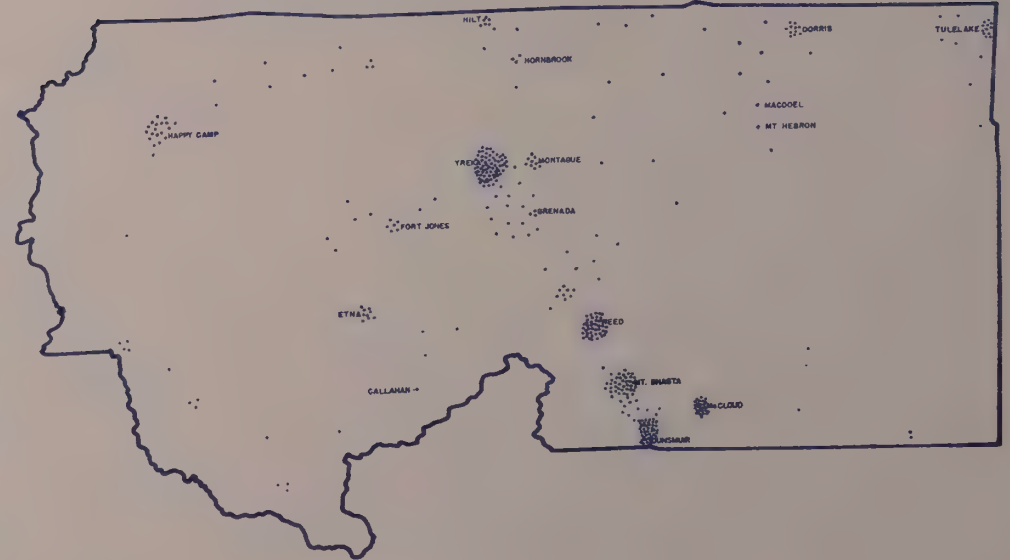 HILT
DORRIS
TULELAKE
HORNBROOK
MACDOEL
MT HEBRON
HAPPY CAMP
YREKA
MONTAGUE
GRENADA
FORT JONES
ETNA
WEED
CALLAHAN
MT. SHASTA
McCLOUD
DUNSMUIR